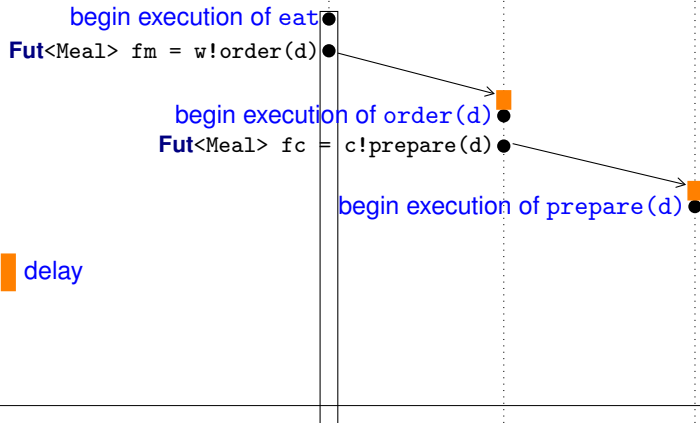 begin execution of eat
Fut<Meal> fm = w!order(d)
begin execution of order(d)
Fut<Meal> fc = c!prepare(d)
begin execution of prepare(d)
delay